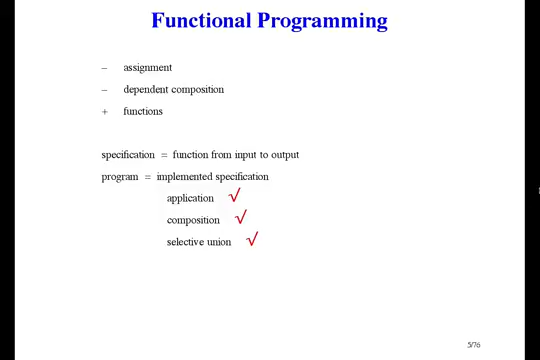 Functional Programming
– assignment
– dependent composition
+ functions
specification = function from input to output
program = implemented specification
application √
composition √
selective union √
5/76